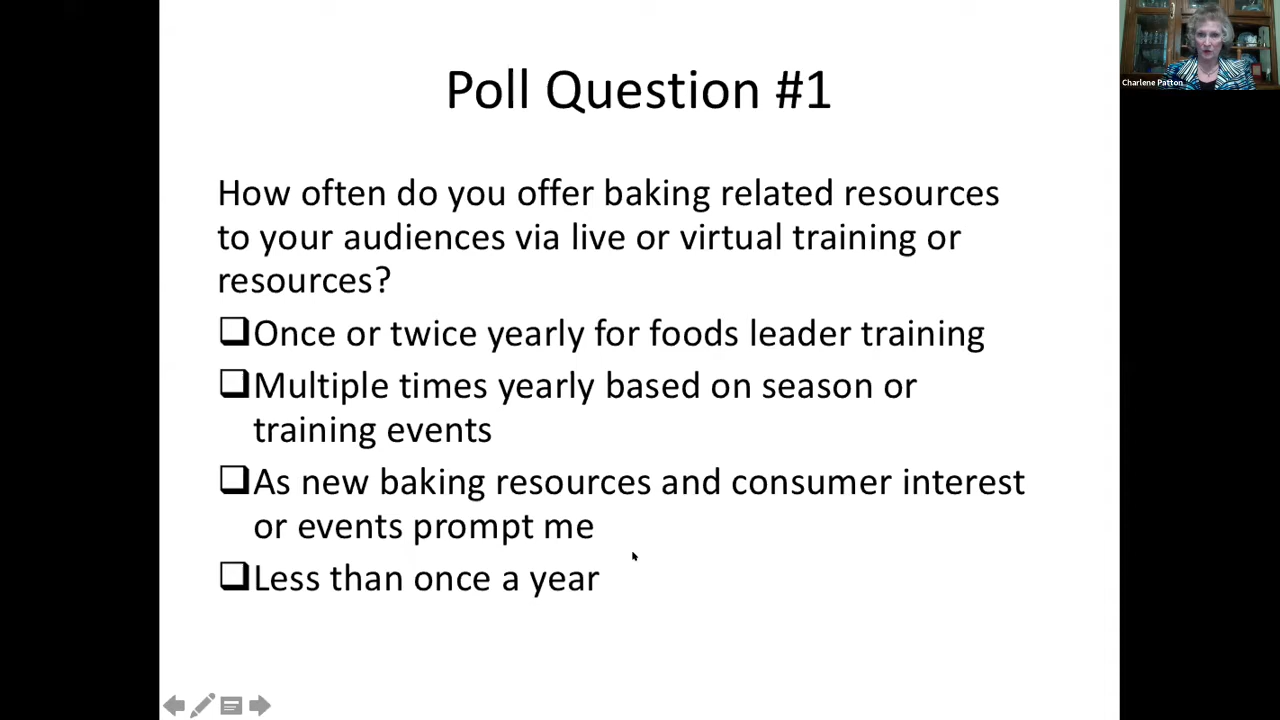 Poll Question #1
How often do you offer baking related resources
to your audiences via live or virtual training or
resources?
Once or twice yearly for foods leader training
Multiple times yearly based on season or
training events
As new baking resources and consumer interest
or events prompt me
Less than once a year
Charlene Patton